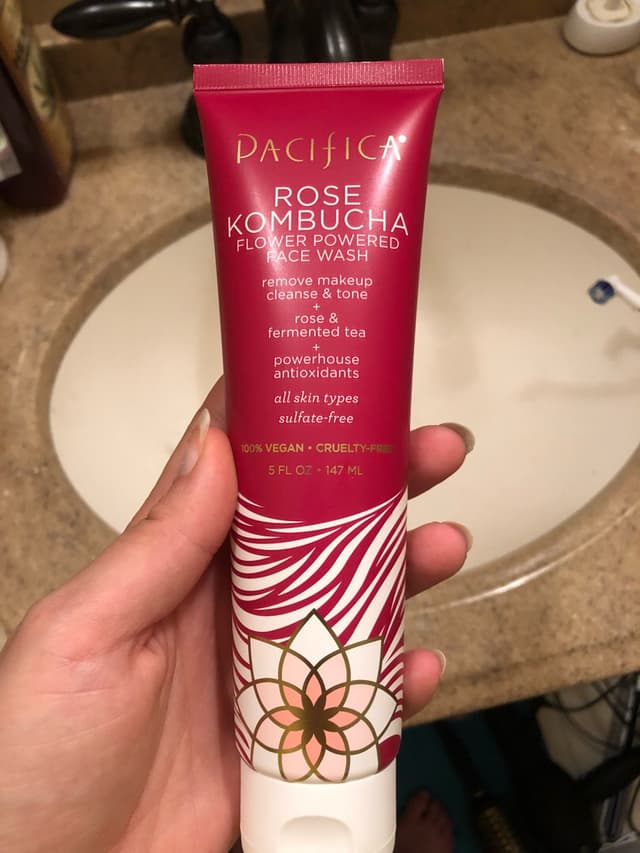 PACIFICA
ROSE
KOMBUCHA
FLOWER POWERED
FACE WASH
remove makeup
cleanse & tone
+
rose &
fermented tea
+
powerhouse
antioxidants
all skin types
sulfate-free
100% VEGAN • CRUELTY-FREE
5 FL OZ • 147 ML